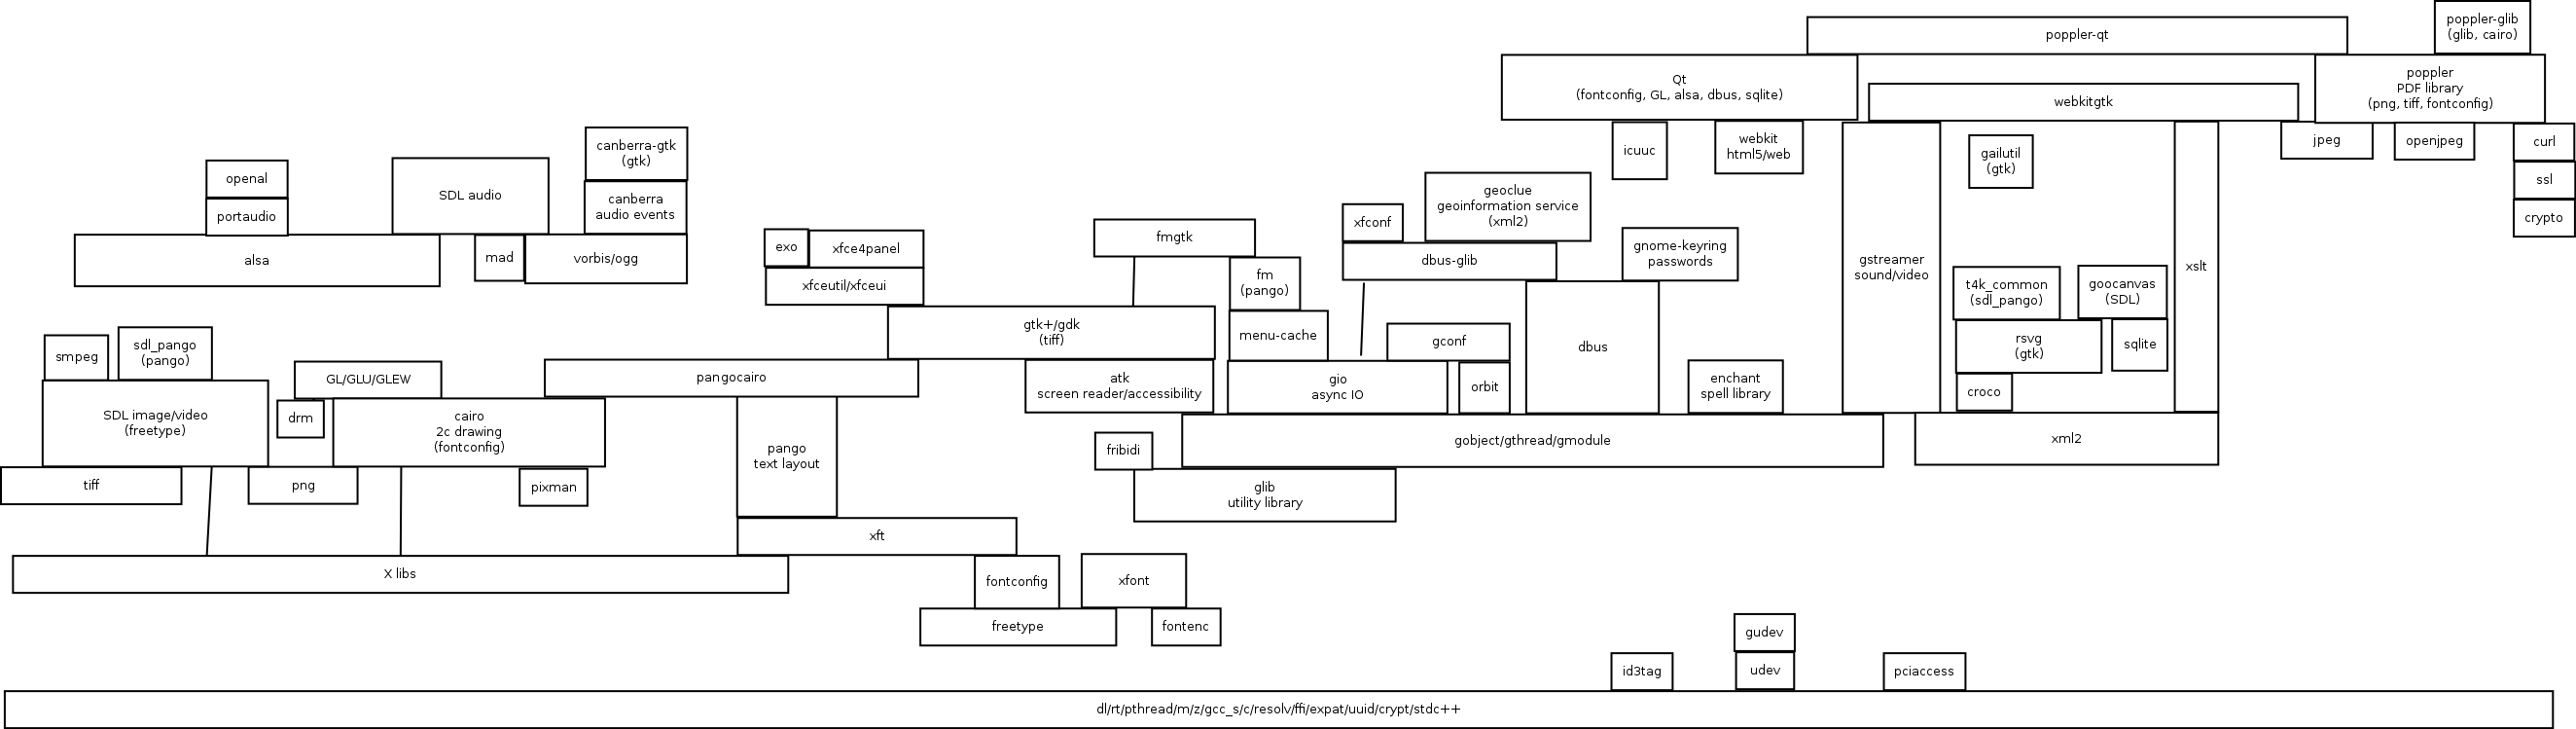 poppler-glib
(glib, cairo)
poppler-qt
Qt
(fontconfig, GL, alsa, dbus, sqlite)
poppler
PDF library
(png, tiff, fontconfig)
webkitgtk
canberra-gtk
(gtk)
icuuc
webkit
html5/web
gailutil
(gtk)
jpeg
openjpeg
curl
openal
SDL audio
canberra
audio events
geoclue
geoinformation service
(xml2)
ssl
portaudio
xfconf
crypto
alsa
mad
vorbis/ogg
exo
xfce4panel
fmgtk
dbus-glib
gnome-keyring
passwords
gstreamer
sound/video
xslt
xfceutil/xfceui
fm
(pango)
t4k_common
(sdl_pango)
goocanvas
(SDL)
smpeg
sdl_pango
(pango)
gtk+/gdk
(tiff)
menu-cache
gconf
dbus
rsvg
(gtk)
sqlite
GL/GLU/GLEW
pangocairo
atk
screen reader/accessibility
gio
async IO
orbit
enchant
spell library
croco
SDL image/video
(freetype)
drm
cairo
2c drawing
(fontconfig)
pango
text layout
fribidi
gobject/gthread/gmodule
xml2
tiff
png
pixman
glib
utility library
xft
X libs
fontconfig
xfont
freetype
fontenc
gudev
id3tag
udev
pciaccess
dl/rt/pthread/m/z/gcc_s/c/resolv/ffi/expat/uuid/crypt/stdc++